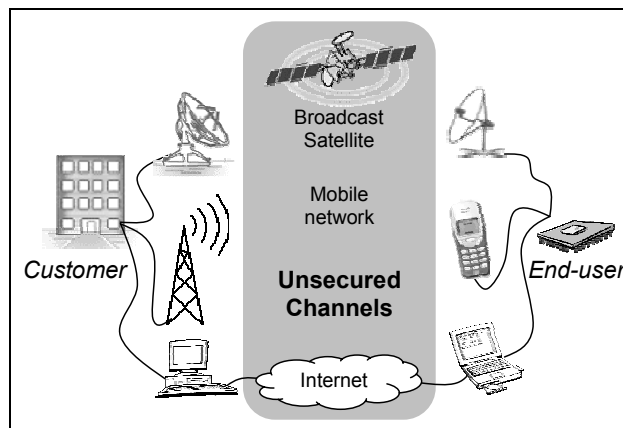 Broadcast
Satellite
Mobile
network
Customer
Unsecured
Channels
End-user
Internet